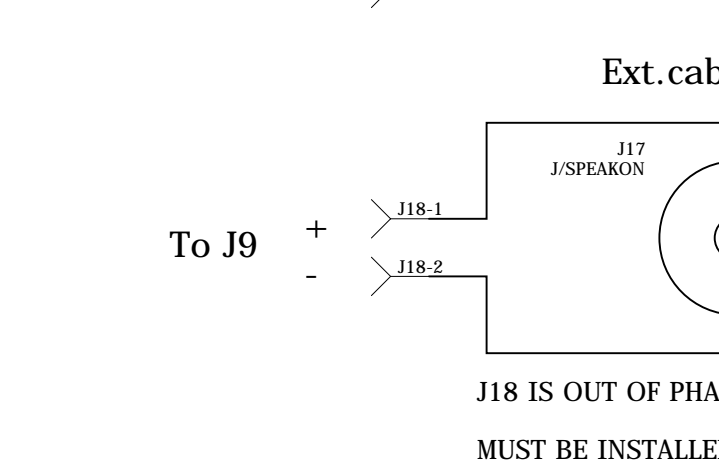 Ext.cab
J17
J/SPEAKON
J18-1
To J9
+
-
J18-2
J18 IS OUT OF PHA
MUST BE INSTALLE